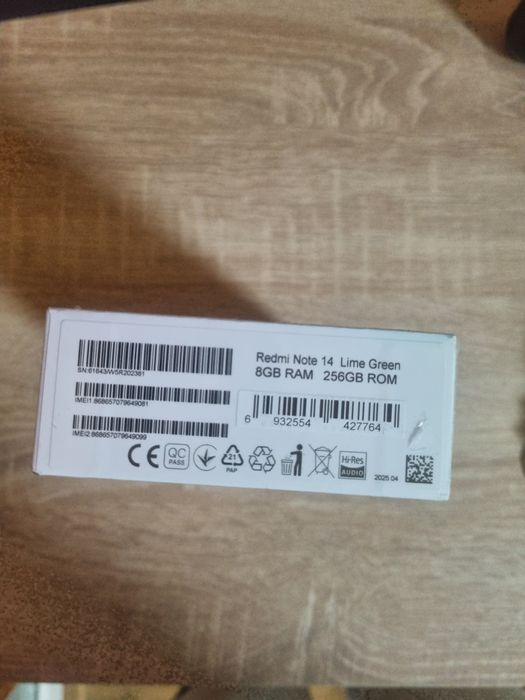 Redmi Note 14 Lime Green
8GB RAM 256GB ROM
SN:61643/W5R202381
IMEI1:868657079649081
IMEI2:868657079649099
6 932554 427764
CE
QC
PASS
21
PAP
Hi-Res
AUDIO
2025.04